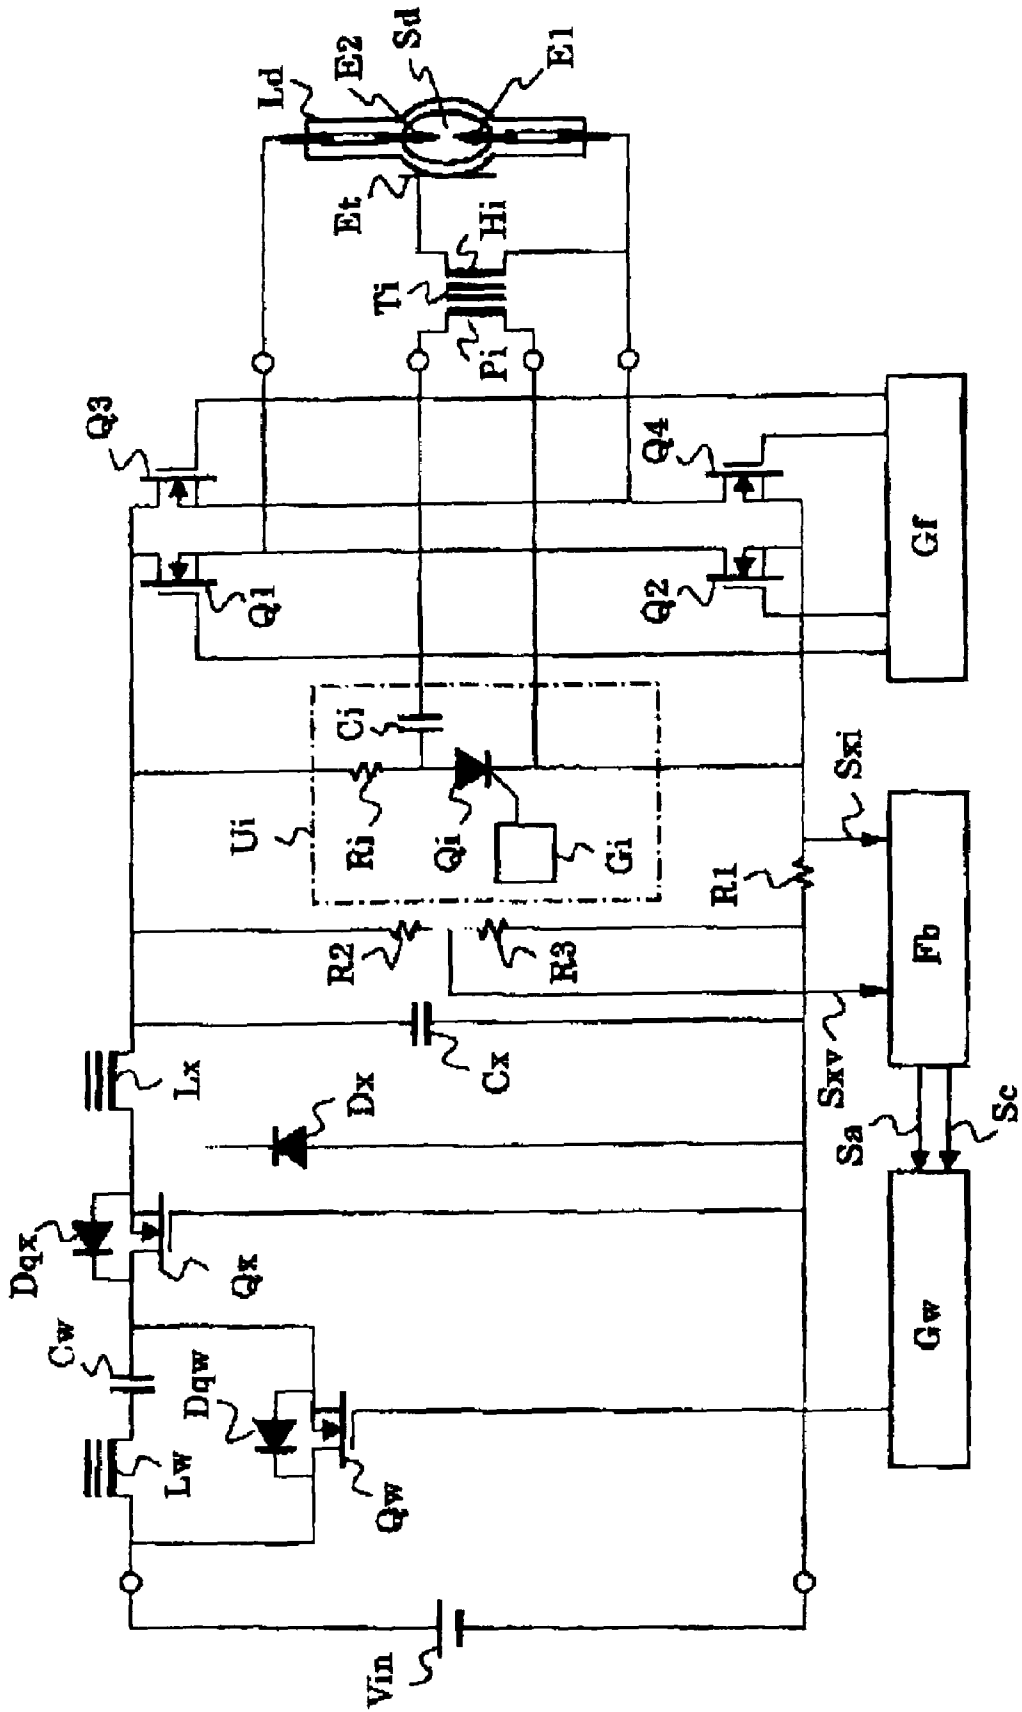 Ld
E2
Sd
E1
Et
Hi
Ti
Pi
Q3
Q4
Q1
Q2
Gf
Ci
Ui
Ri
Qi
Gi
R1
Sxi
R2
R3
Fb
Lx
Cx
Sxv
Dx
Sa
Sc
Dqx
Qx
Cw
Dqw
Gw
Lw
Qw
Vin